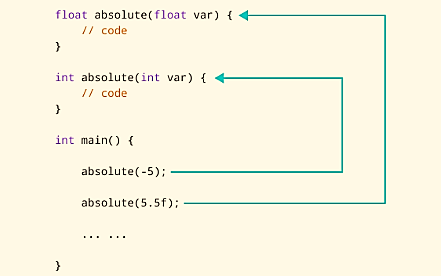 float absolute(float var) {
// code
}
int absolute(int var) {
// code
}
int main() {
absolute(-5);
absolute(5.5f);
... ...
}